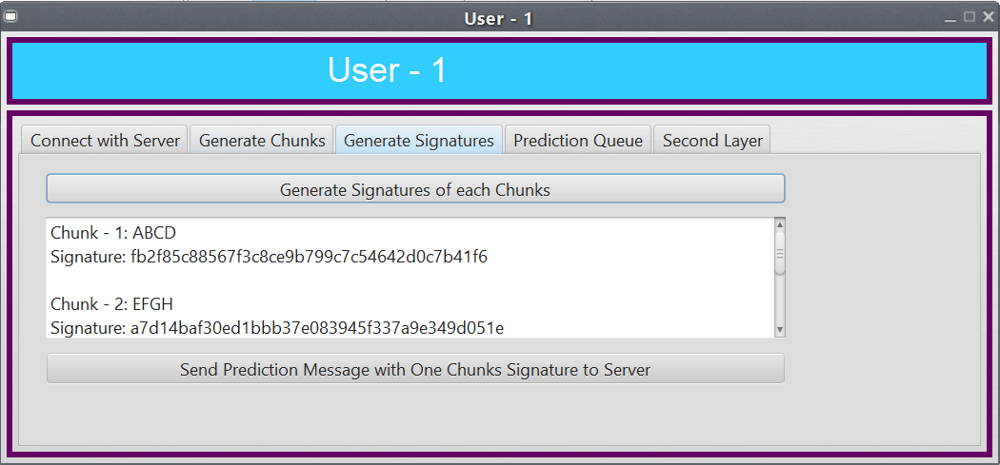 User - 1
User - 1
Connect with Server Generate Chunks Generate Signatures Prediction Queue Second Layer
Generate Signatures of each Chunks
Chunk - 1: ABCD
Signature: fb2f85c88567f3c8ce9b799c7c54642d0c7b41f6
Chunk - 2: EFGH
Signature: a7d14baf30ed1bbb37e083945f337a9e349d051e
Send Prediction Message with One Chunks Signature to Server